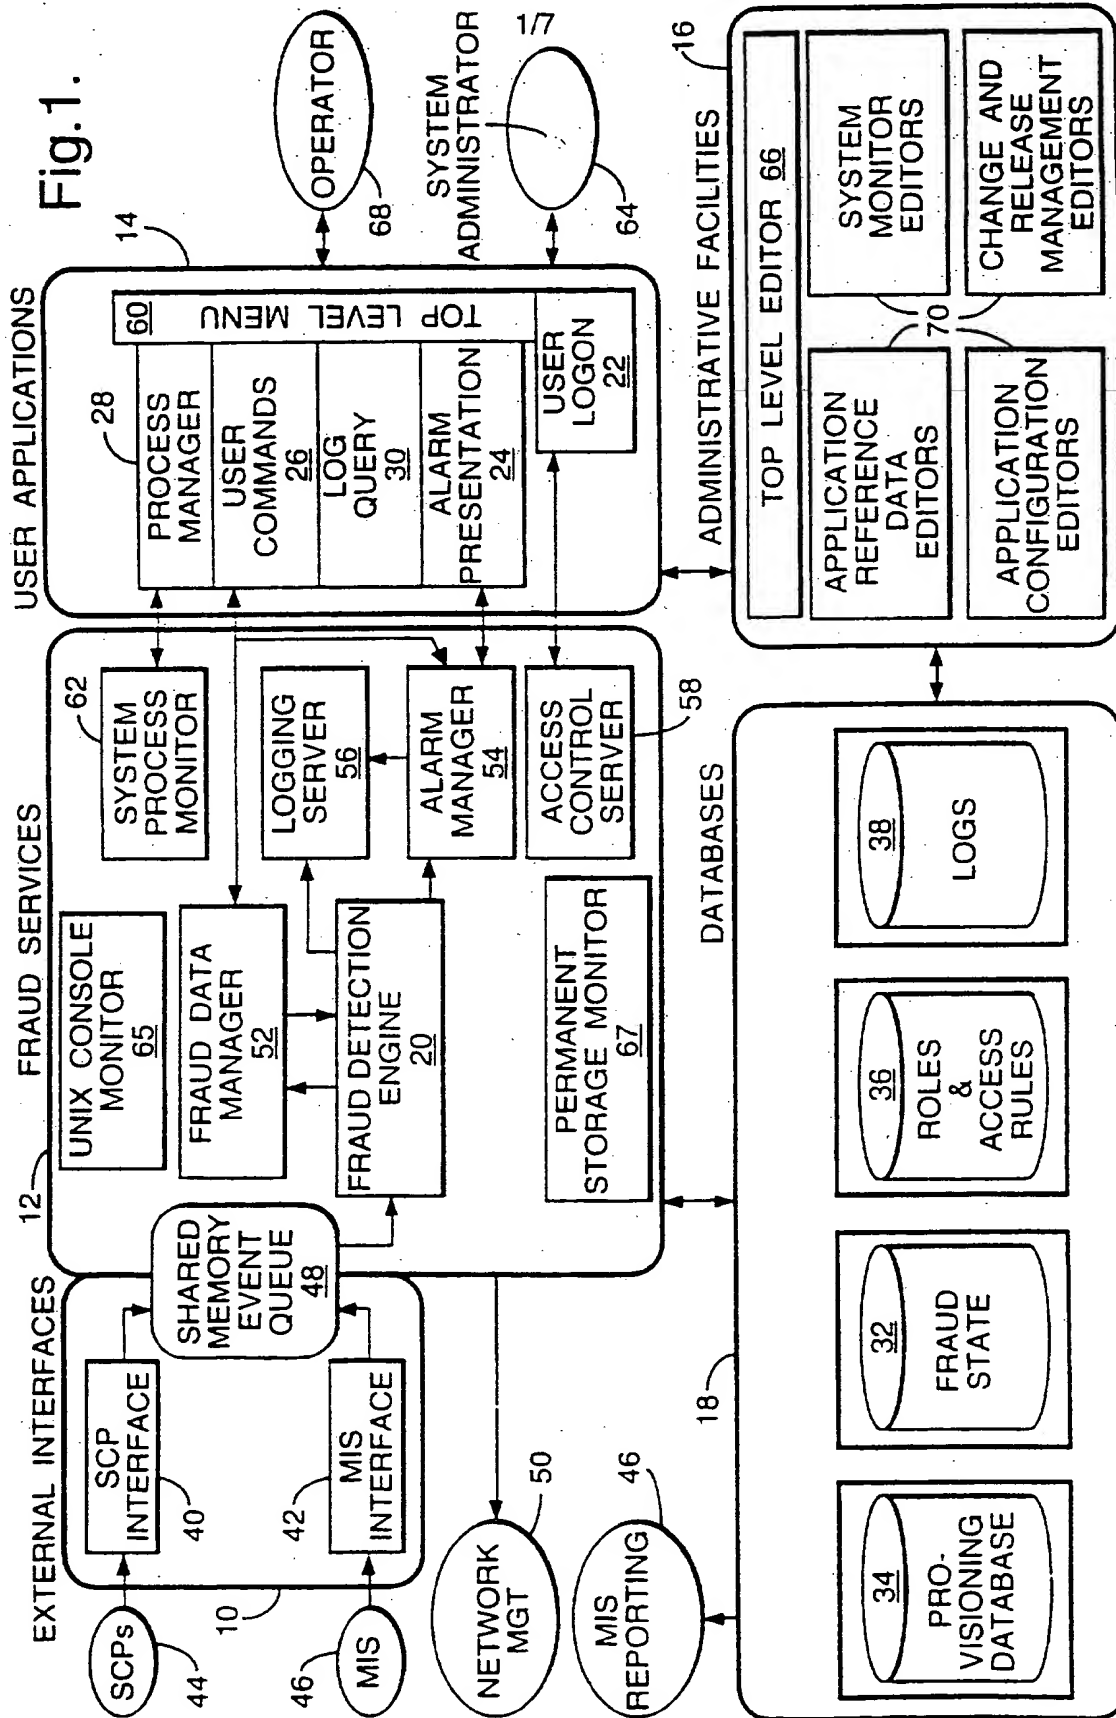 Fig.1.
1/7
EXTERNAL INTERFACES
10
SCPs
44
SCP
INTERFACE
40
MIS
46
MIS
INTERFACE
42
SHARED
MEMORY
EVENT
QUEUE
48
NETWORK
MGT
50
MIS
REPORTING
46
FRAUD SERVICES
12
UNIX CONSOLE
MONITOR
65
SYSTEM
PROCESS
MONITOR
62
FRAUD DATA
MANAGER
52
LOGGING
SERVER
56
FRAUD DETECTION
ENGINE
20
ALARM
MANAGER
54
PERMANENT
STORAGE MONITOR
67
ACCESS
CONTROL
SERVER
58
USER APPLICATIONS
14
28
PROCESS
MANAGER
USER
COMMANDS
26
LOG
QUERY
30
ALARM
PRESENTATION
24
60
TOP LEVEL MENU
USER
LOGON
22
OPERATOR
68
SYSTEM
ADMINISTRATOR
64
DATABASES
18
34
PRO-
VISIONING
DATABASE
32
FRAUD
STATE
36
ROLES
&
ACCESS
RULES
38
LOGS
ADMINISTRATIVE FACILITIES
16
TOP LEVEL EDITOR 66
APPLICATION
REFERENCE
DATA
EDITORS
SYSTEM
MONITOR
EDITORS
70
APPLICATION
CONFIGURATION
EDITORS
CHANGE AND
RELEASE
MANAGEMENT
EDITORS